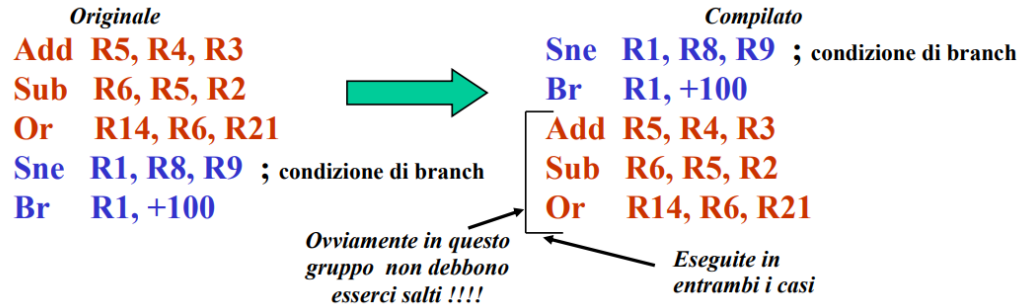 Originale
Add R5, R4, R3
Sub R6, R5, R2
Or R14, R6, R21
Sne R1, R8, R9 ; condizione di branch
Br R1, +100
Compilato
Sne R1, R8, R9 ; condizione di branch
Br R1, +100
Add R5, R4, R3
Sub R6, R5, R2
Or R14, R6, R21
Ovviamente in questo
gruppo non debbono
esserci salti !!!!
Eseguite in
entrambi i casi